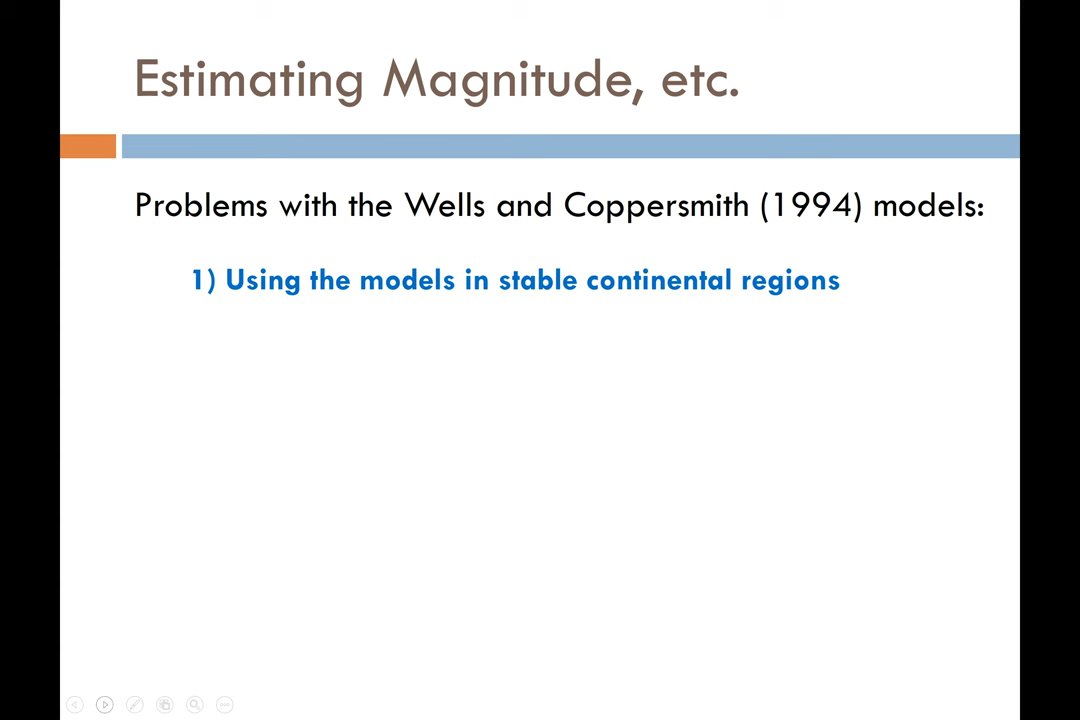 Estimating Magnitude, etc.
Problems with the Wells and Coppersmith (1994) models:
1) Using the models in stable continental regions